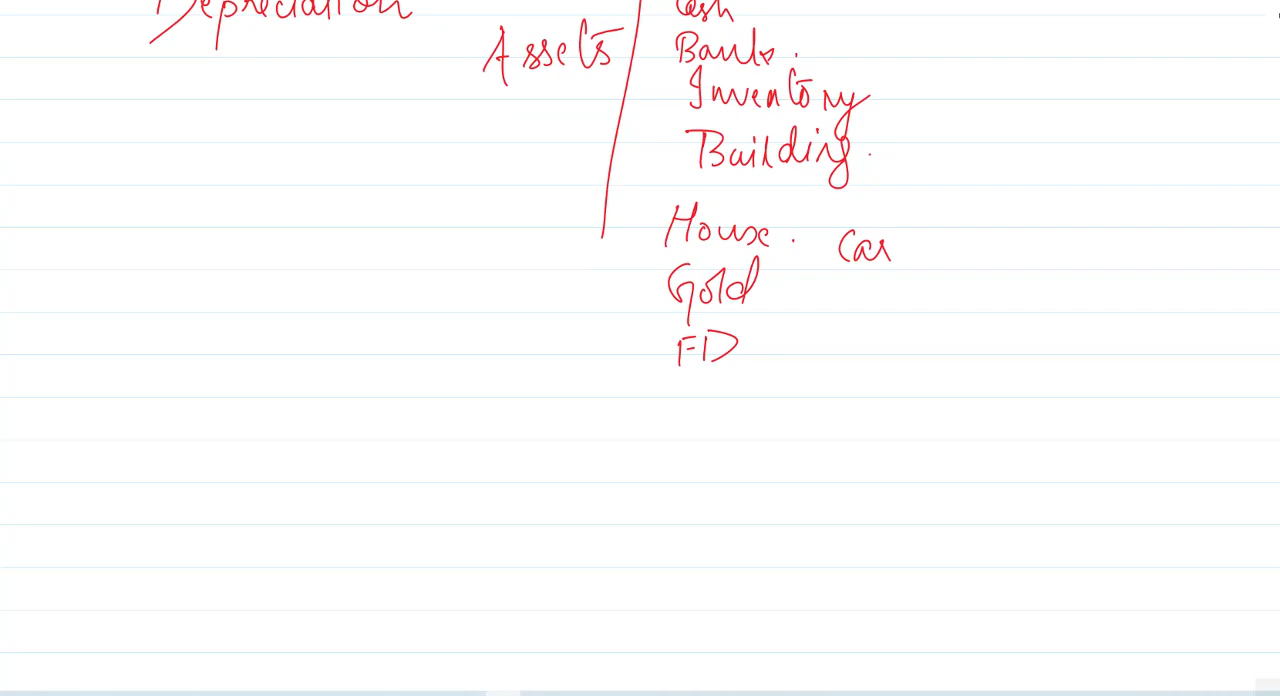 Depreciation
Cash
Assets
Bank.
Inventory
Building.
House. Car
Gold
FD